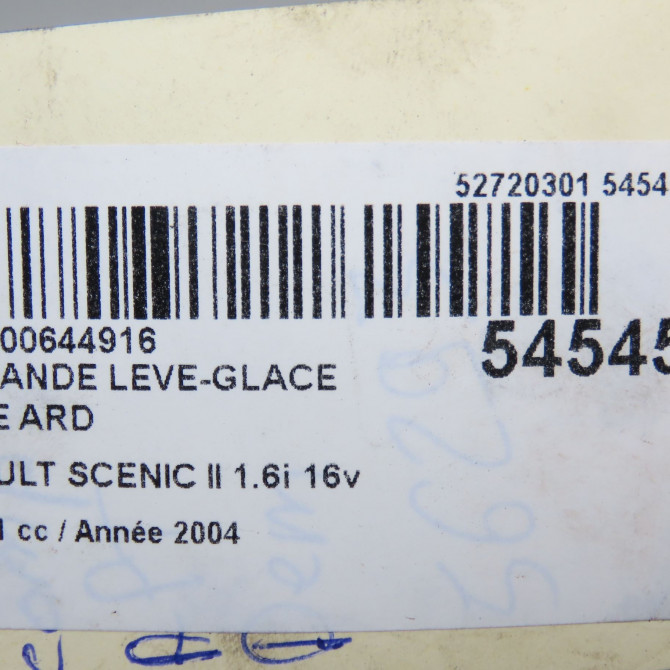 52720301 5454
00644916
54545
ANDE LEVE-GLACE
E ARD
ULT SCENIC II 1.6i 16v
cc / Année 2004